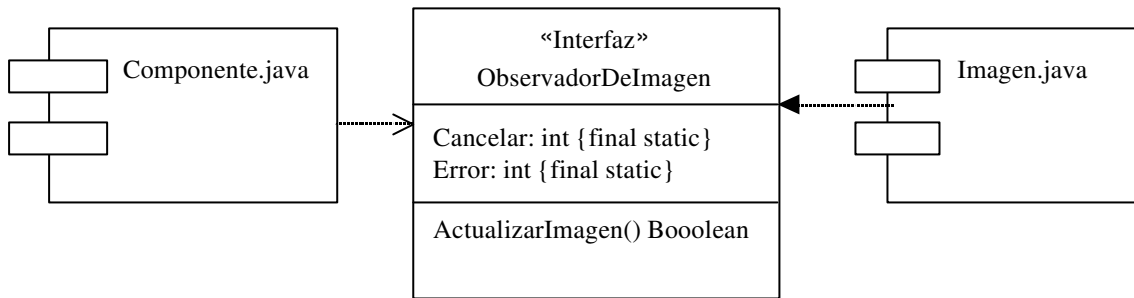 Componente.java
«Interfaz»
ObservadorDeImagen
Cancelar: int {final static}
Error: int {final static}
ActualizarImagen() Booolean
Imagen.java